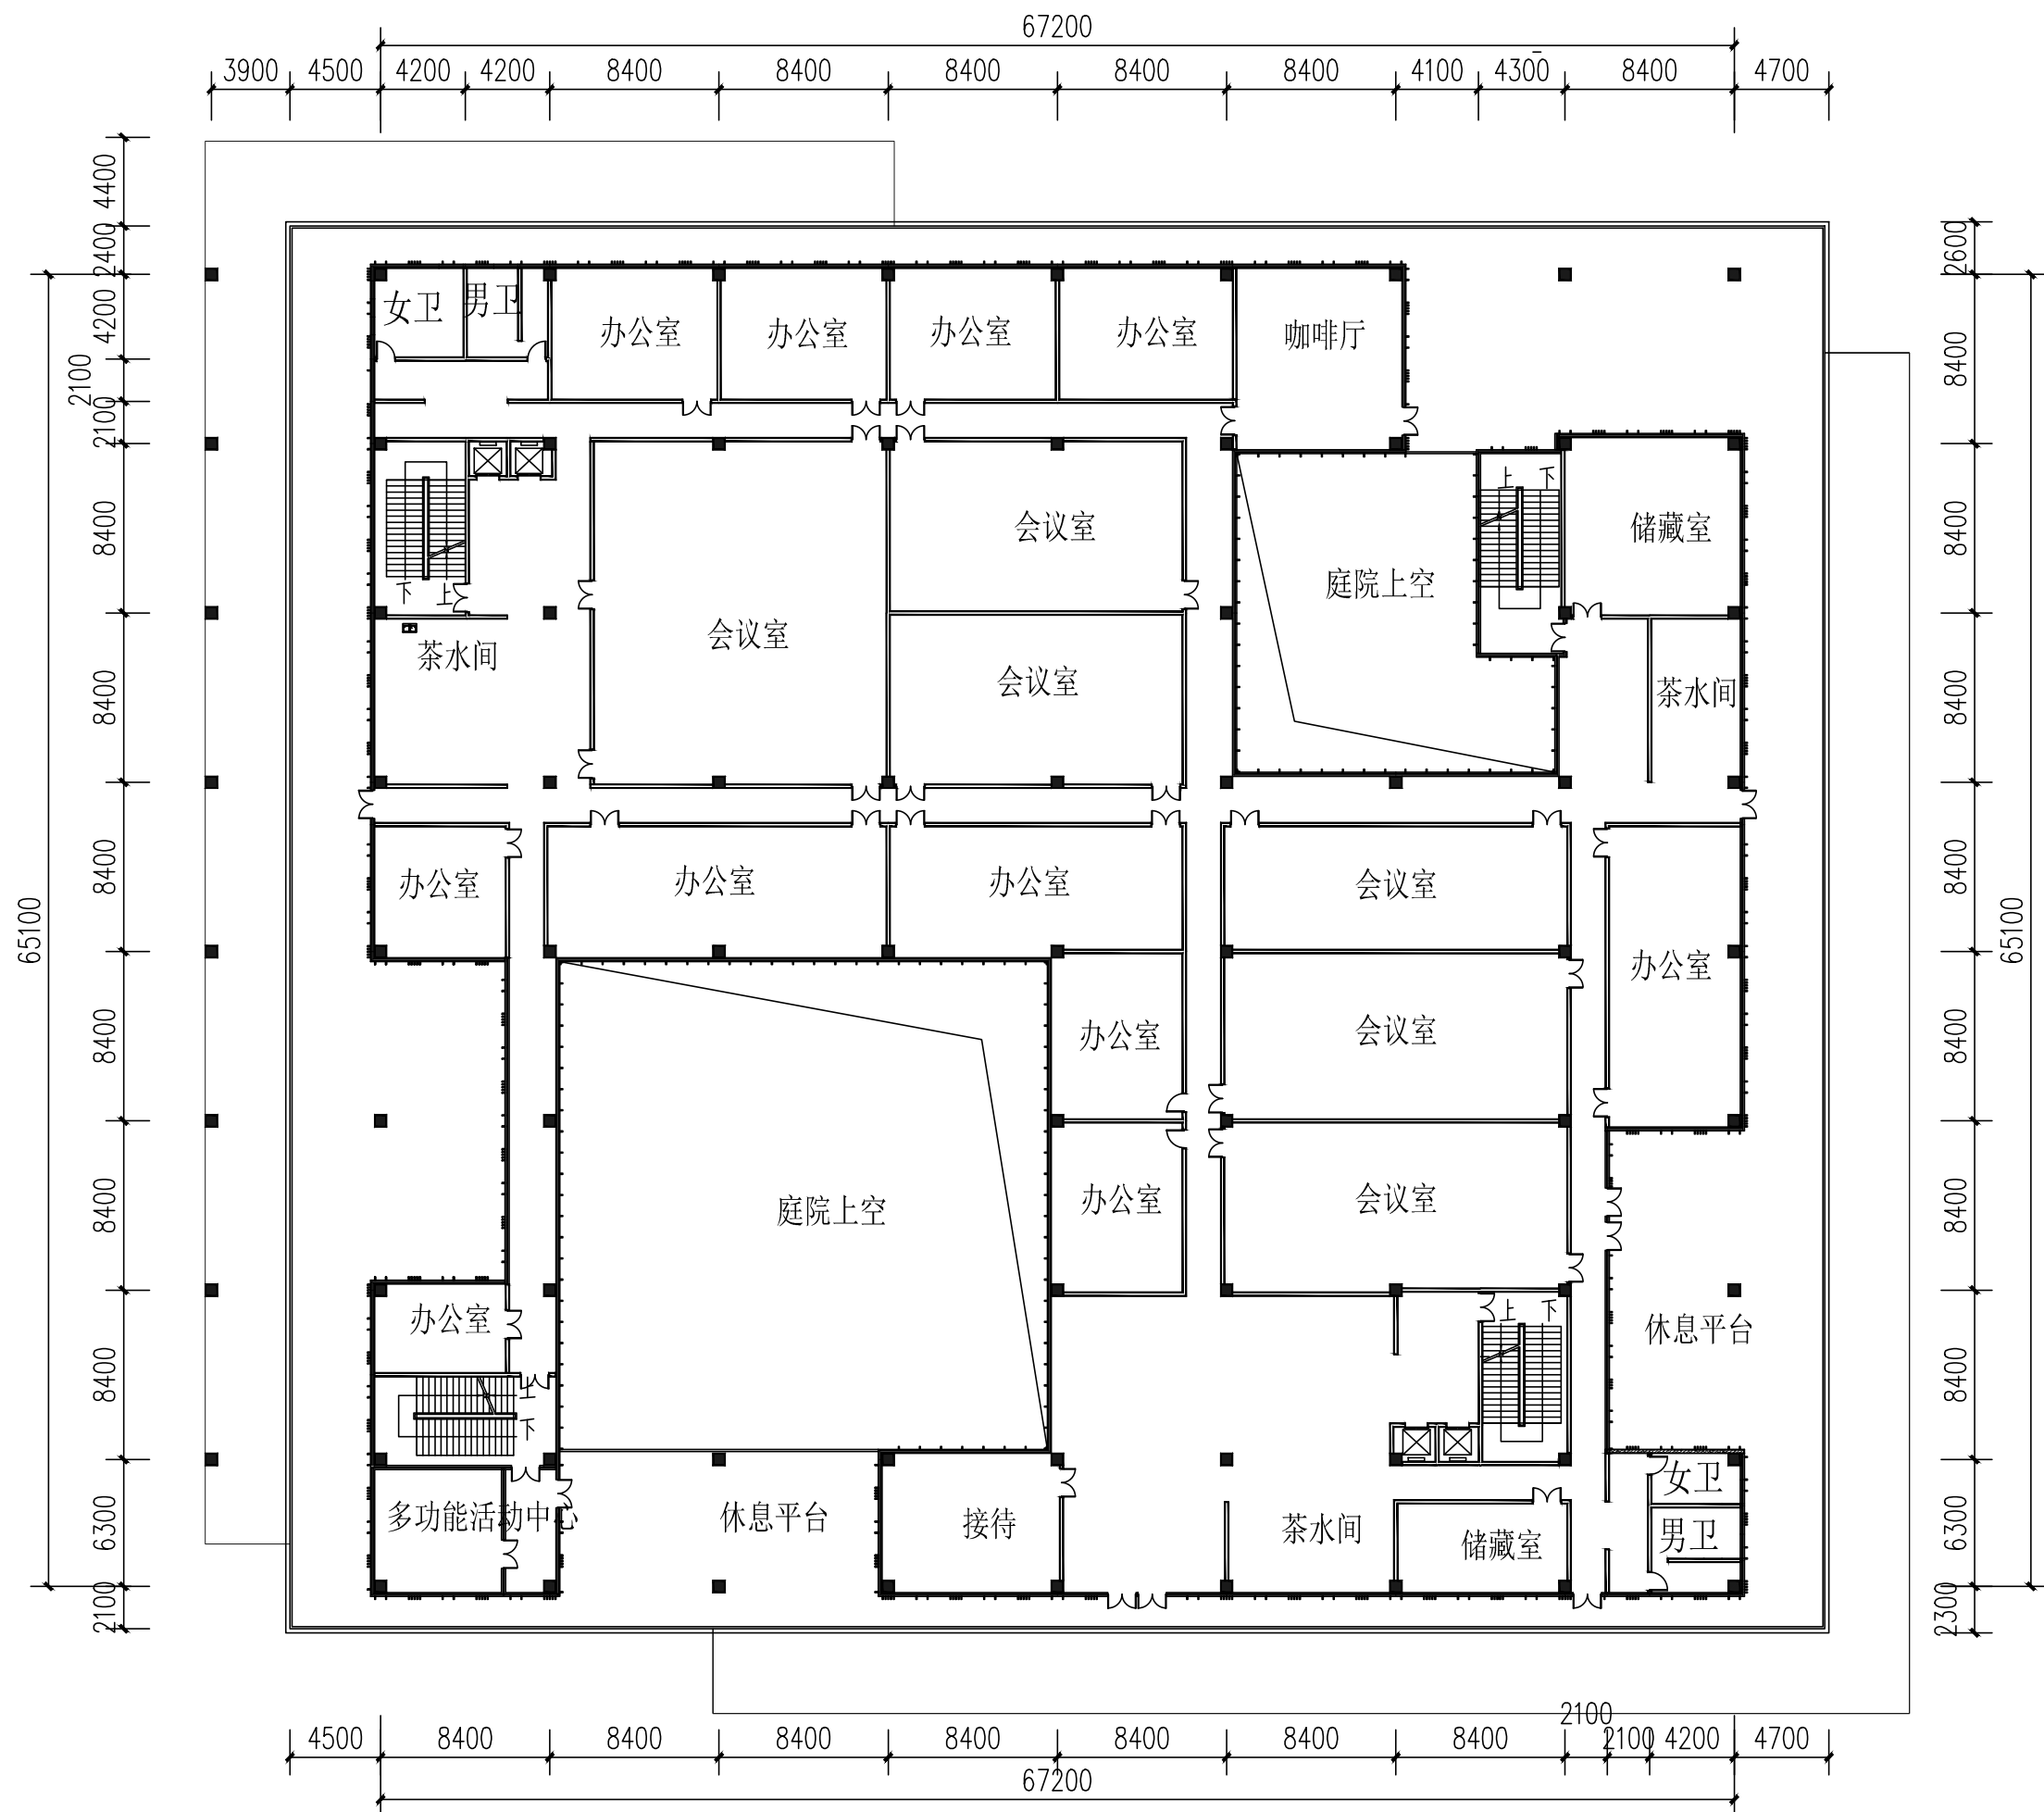 67200
3900 4500 4200 4200 8400 8400 8400 8400 8400 4100 4300 8400 4700
4400
2400
4200
2100
2100
8400
8400
8400
8400
8400
8400
6300
2100
65100
2600
8400
8400
8400
8400
8400
8400
8400
6300
2300
65100
女卫 男卫 办公室 办公室 办公室 办公室 咖啡厅
上 下
会议室 储藏室
庭院上空
下 上
会议室
茶水间
会议室 茶水间
办公室 办公室 办公室 会议室
办公室
办公室 会议室
庭院上空 办公室 会议室
办公室 上 下 休息平台
上
下
女卫
多功能活动中心 休息平台 接待 茶水间 储藏室 男卫
2100
4500 8400 8400 8400 8400 8400 8400 8400 2100 4200 4700
67200